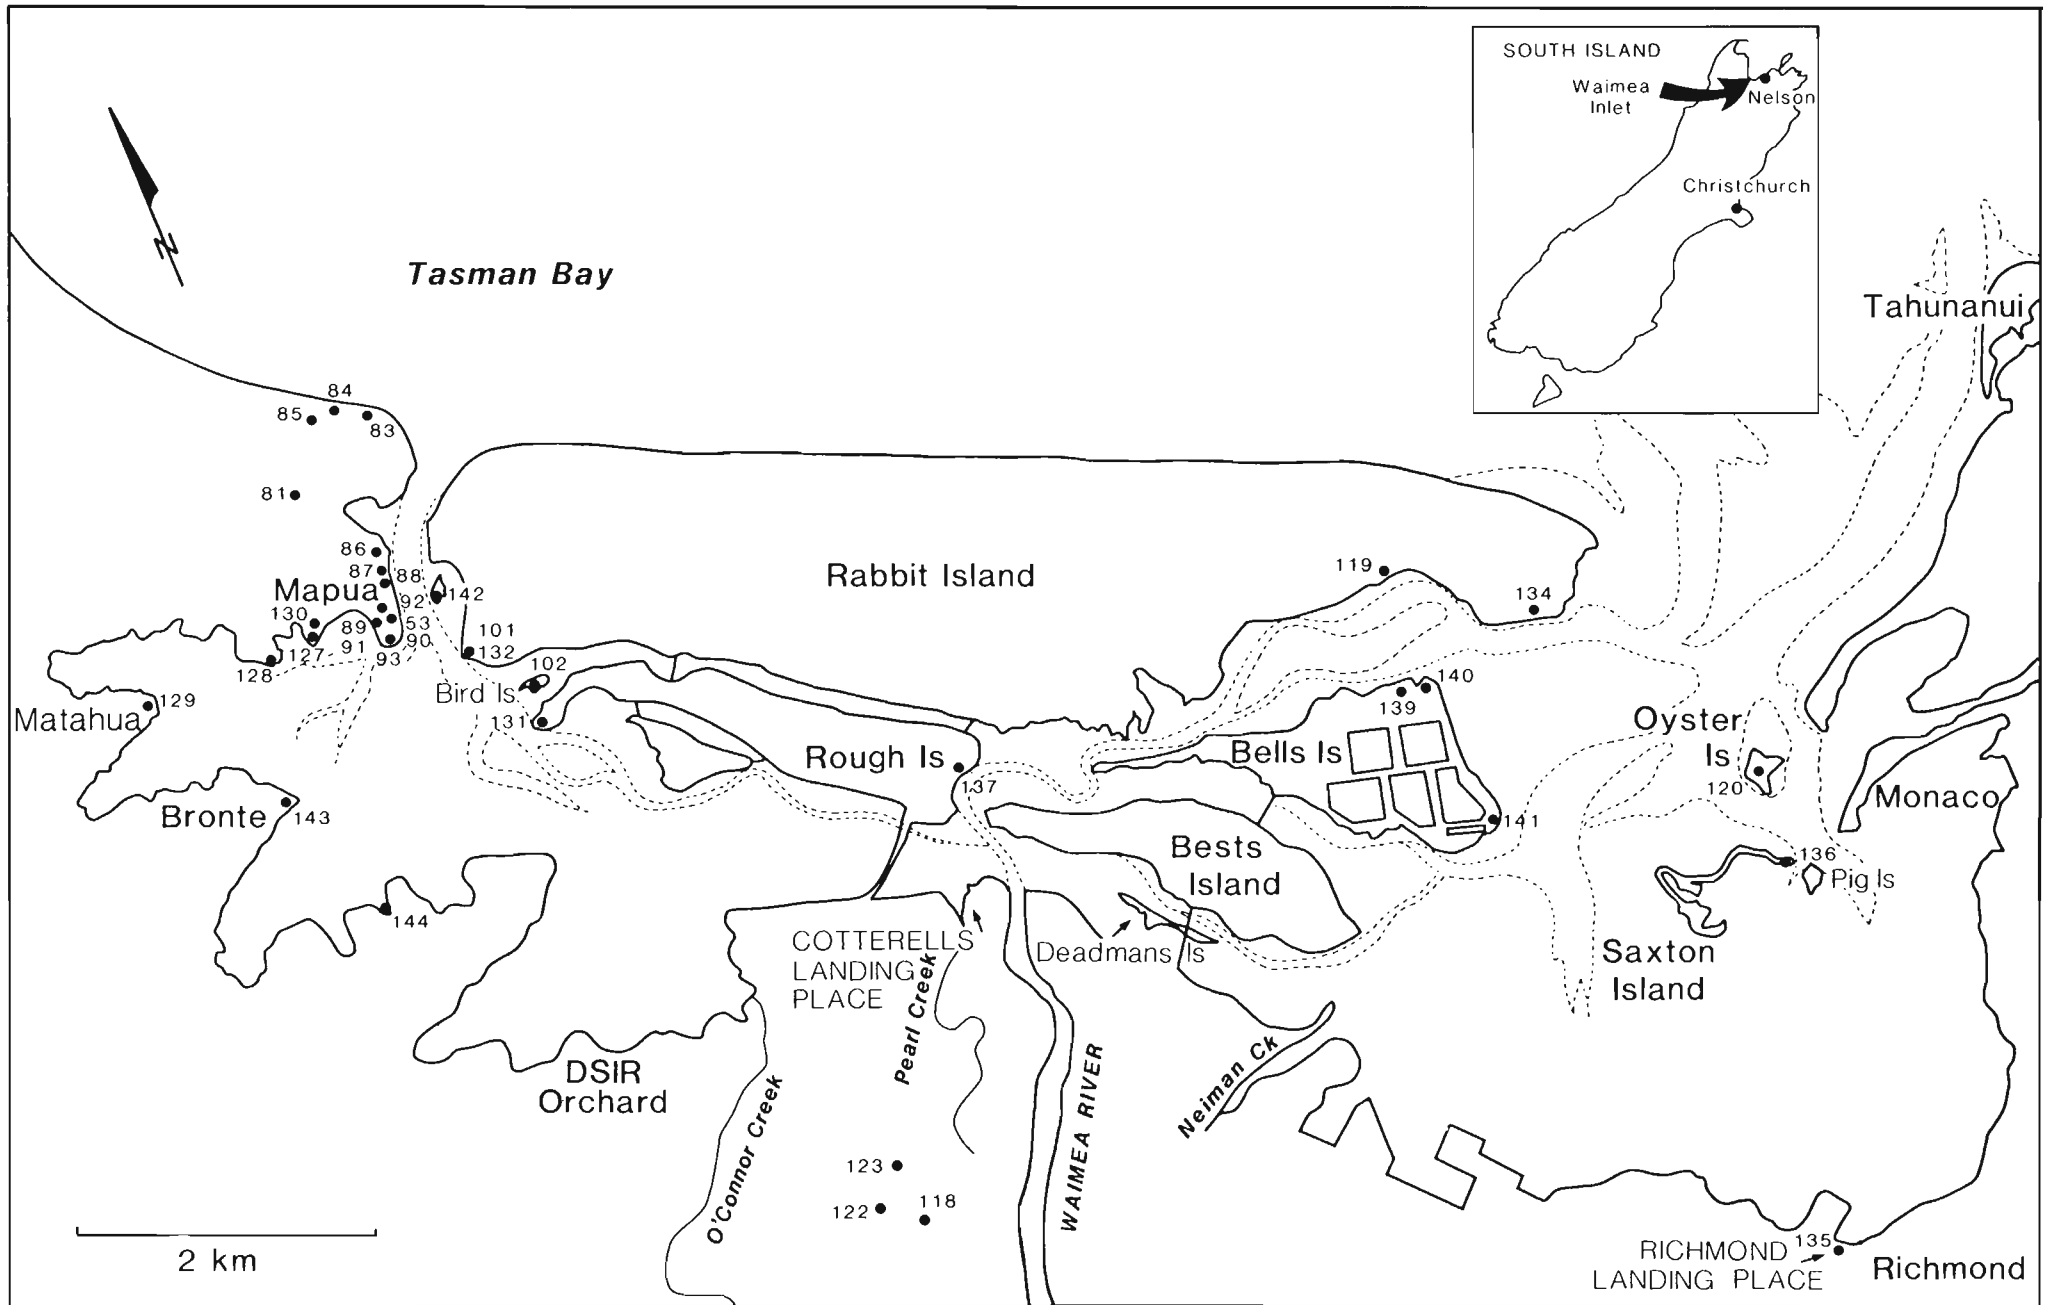 SOUTH ISLAND
Waimea
Inlet
Nelson
Christchurch
N
Tasman Bay
Tahunanui
84
85
83
81
86
87
88
Mapua
142
92
130
53
89
90
127
91
93
128
101
132
102
Bird Is
131
129
Matahua
Rabbit Island
119
134
140
139
Oyster
Is
120
Bells Is
Rough Is
137
Monaco
Bronte
143
141
Bests
Island
136
Pig Is
144
COTTERELLS
LANDING
PLACE
Deadmans Is
Saxton
Island
Pearl Creek
DSIR
Orchard
O'Connor Creek
WAIMEA RIVER
Neiman Ck
123
122
118
2 km
135
RICHMOND
LANDING PLACE
Richmond